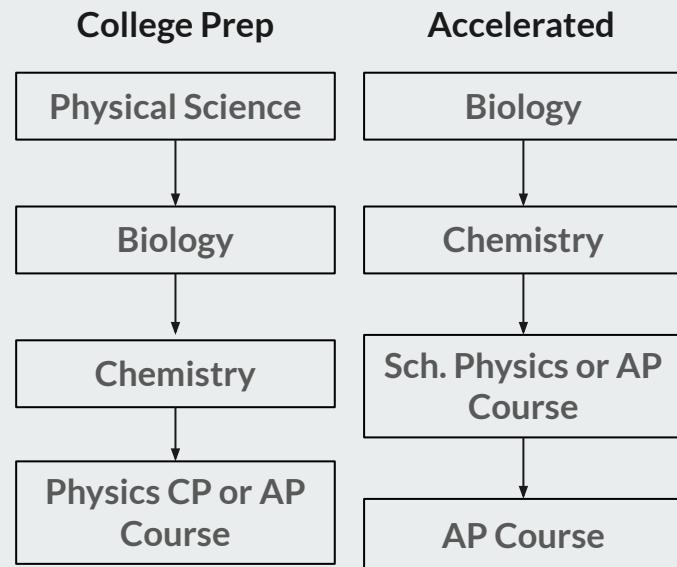 College Prep
Physical Science
Biology
Chemistry
Physics CP or AP
Course
Accelerated
Biology
Chemistry
Sch. Physics or AP
Course
AP Course